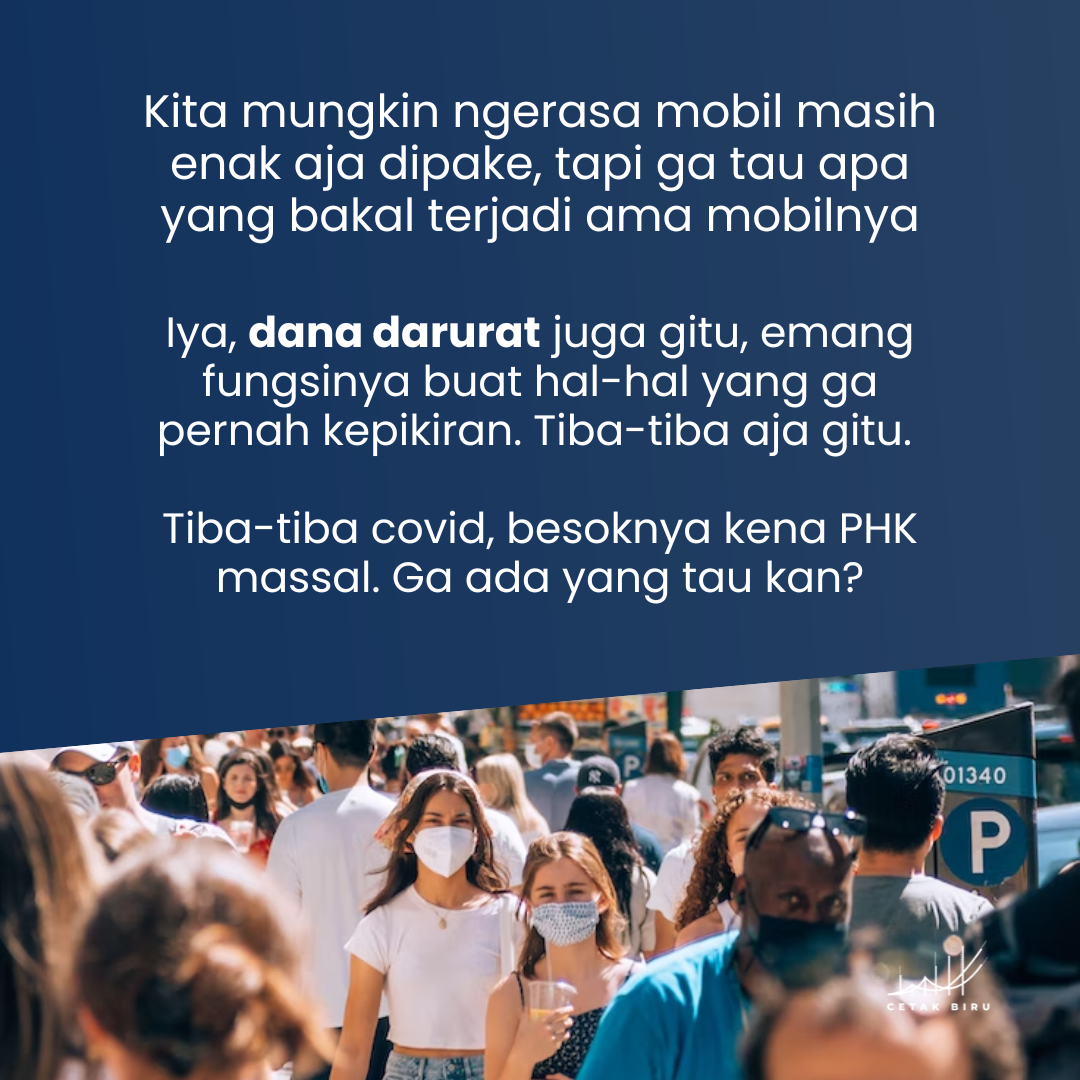 Kita mungkin ngerasa mobil masih
enak aja dipake, tapi ga tau apa
yang bakal terjadi ama mobilnya
Iya, dana darurat juga gitu, emang
fungsinya buat hal-hal yang ga
pernah kepikiran. Tiba-tiba aja gitu.
Tiba-tiba covid, besoknya kena PHK
massal. Ga ada yang tau kan?
01340
P
P
CETAK BIRU